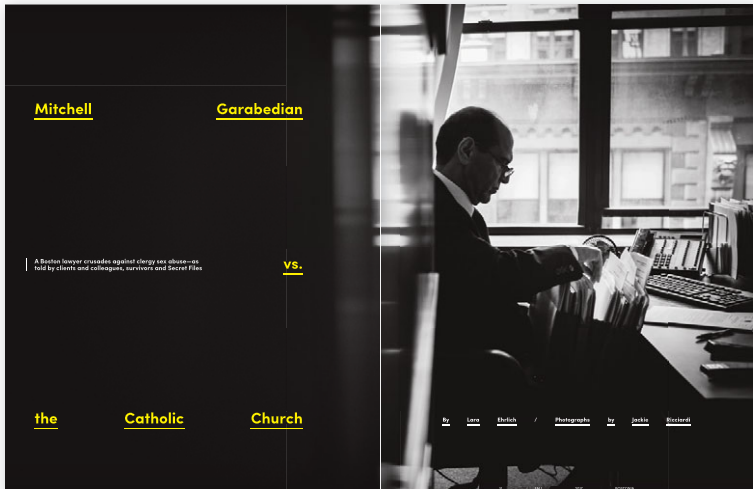 Mitchell Garabedian
A Boston lawyer crusades against clergy sex abuse—as
told by clients and colleagues, survivors and Secret Files
vs.
the Catholic Church
By Lara Ehrlich / Photographs by Jackie Ricciardi